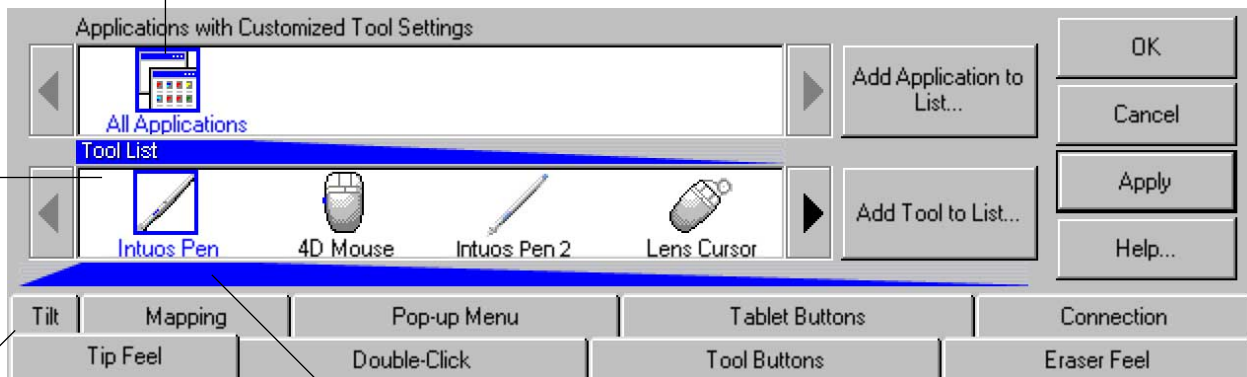 Applications with Customized Tool Settings
All Applications
Add Application to
List...
OK
Cancel
Tool List
Intuos Pen
4D Mouse
Intuos Pen 2
Lens Cursor
Add Tool to List...
Apply
Help...
Tilt
Mapping
Pop-up Menu
Tablet Buttons
Connection
Tip Feel
Double-Click
Tool Buttons
Eraser Feel